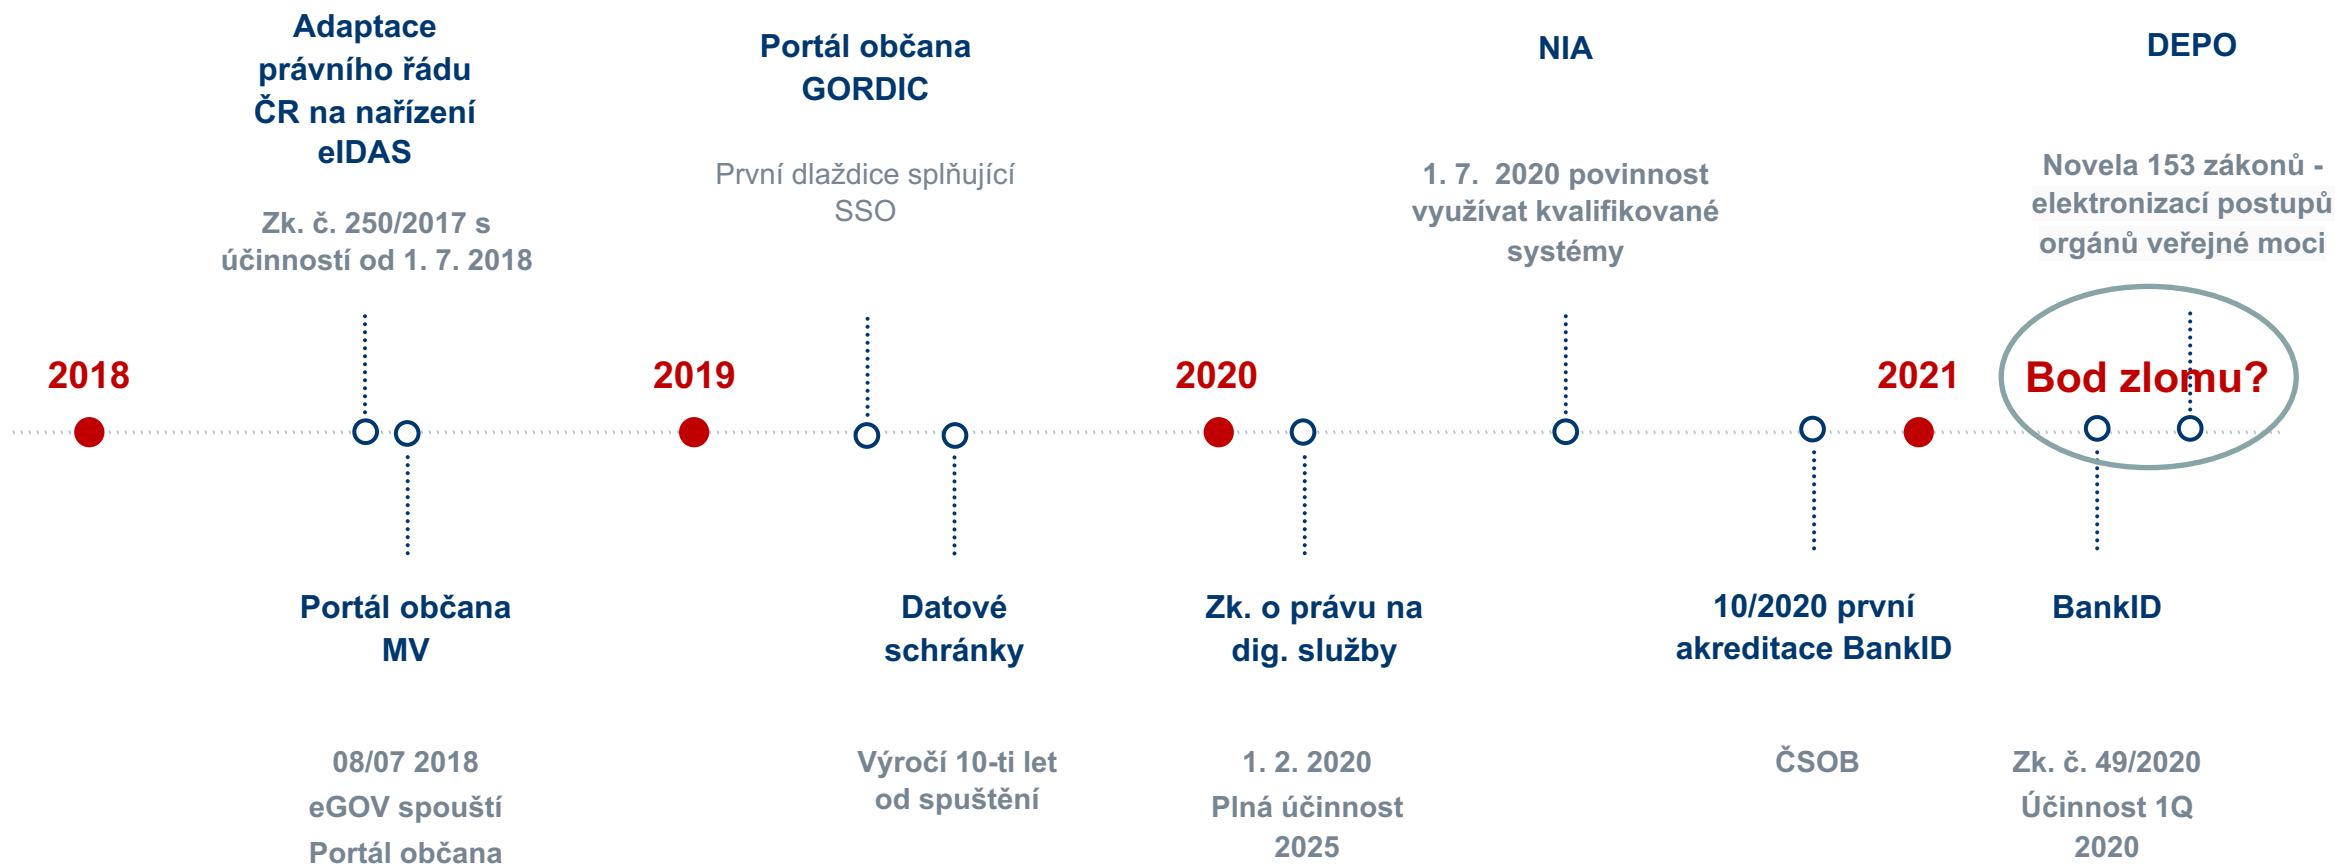 Adaptace
právního řádu
ČR na nařízení
eIDAS
Zk. č. 250/2017 s
účinností od 1. 7. 2018
Portál občana
GORDIC
První dlaždice splňující
SSO
NIA
1. 7.  2020 povinnost
využívat kvalifikované
systémy
DEPO
Novela 153 zákonů -
elektronizací postupů
orgánů veřejné moci
2018
2019
2020
2021
Bod zlomu?
Portál občana
MV
08/07 2018
eGOV spouští
Portál občana
Datové
schránky
Výročí 10-ti let
od spuštění
Zk. o právu na
dig. služby
1. 2. 2020
Plná účinnost
2025
10/2020 první
akreditace BankID
ČSOB
BankID
Zk. č. 49/2020
Účinnost 1Q
2020